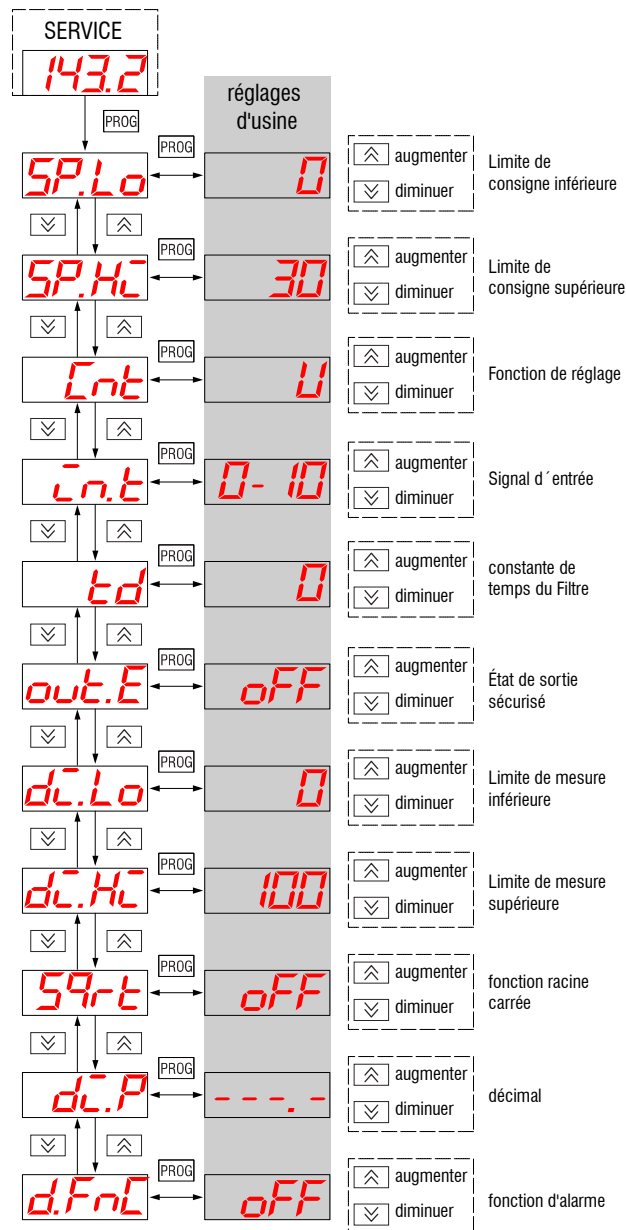 SERVICE
143.2
PROG
réglages
d'usine
SP.Lo
PROG
0
augmenter
diminuer
Limite de
consigne inférieure
SP.Hi
PROG
30
augmenter
diminuer
Limite de
consigne supérieure
Cnt
PROG
U
augmenter
diminuer
Fonction de réglage
in.t
PROG
0-10
augmenter
diminuer
Signal d´entrée
td
PROG
0
augmenter
diminuer
constante de
temps du Filtre
out.E
PROG
oFF
augmenter
diminuer
État de sortie
sécurisé
di.Lo
PROG
0
augmenter
diminuer
Limite de mesure
inférieure
di.Hi
PROG
100
augmenter
diminuer
Limite de mesure
supérieure
Sqrt
PROG
oFF
augmenter
diminuer
fonction racine
carrée
di.P
PROG
---.-
augmenter
diminuer
décimal
d.FnC
PROG
oFF
augmenter
diminuer
fonction d'alarme